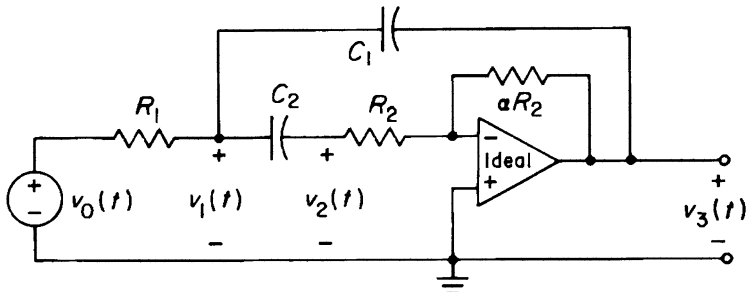 C₁
R₁
C₂
R₂
αR₂
+
−
v₀(t)
+
v₁(t)
−
+
v₂(t)
−
−
Ideal
+
+
v₃(t)
−